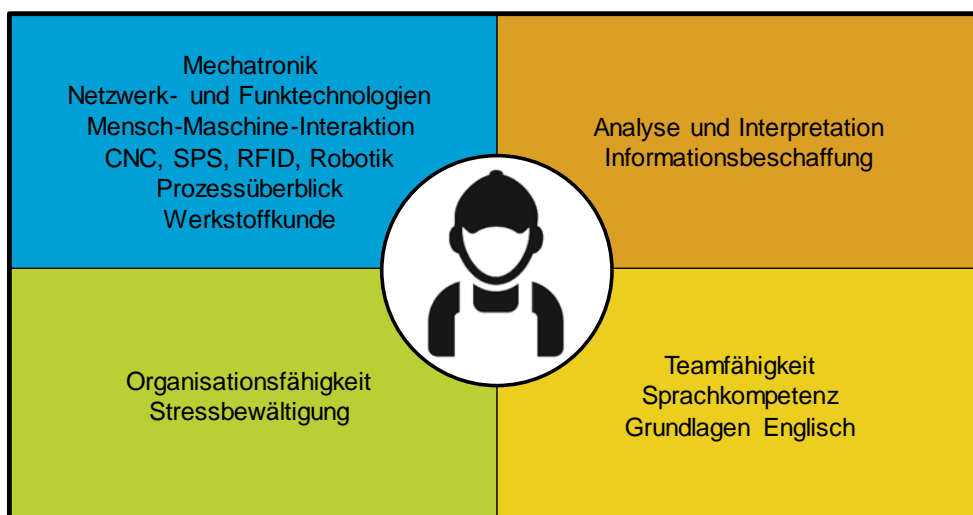 Mechatronik
Netzwerk- und Funktechnologien
Mensch-Maschine-Interaktion
CNC, SPS, RFID, Robotik
Prozessüberblick
Werkstoffkunde
Analyse und Interpretation
Informationsbeschaffung
Organisationsfähigkeit
Stressbewältigung
Teamfähigkeit
Sprachkompetenz
Grundlagen Englisch